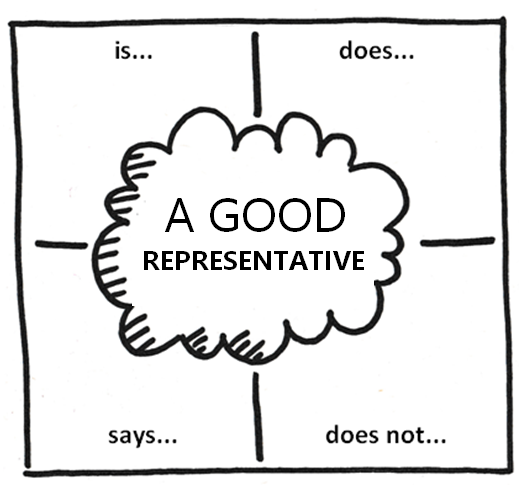 is...
does...
A GOOD
REPRESENTATIVE
says...
does not...